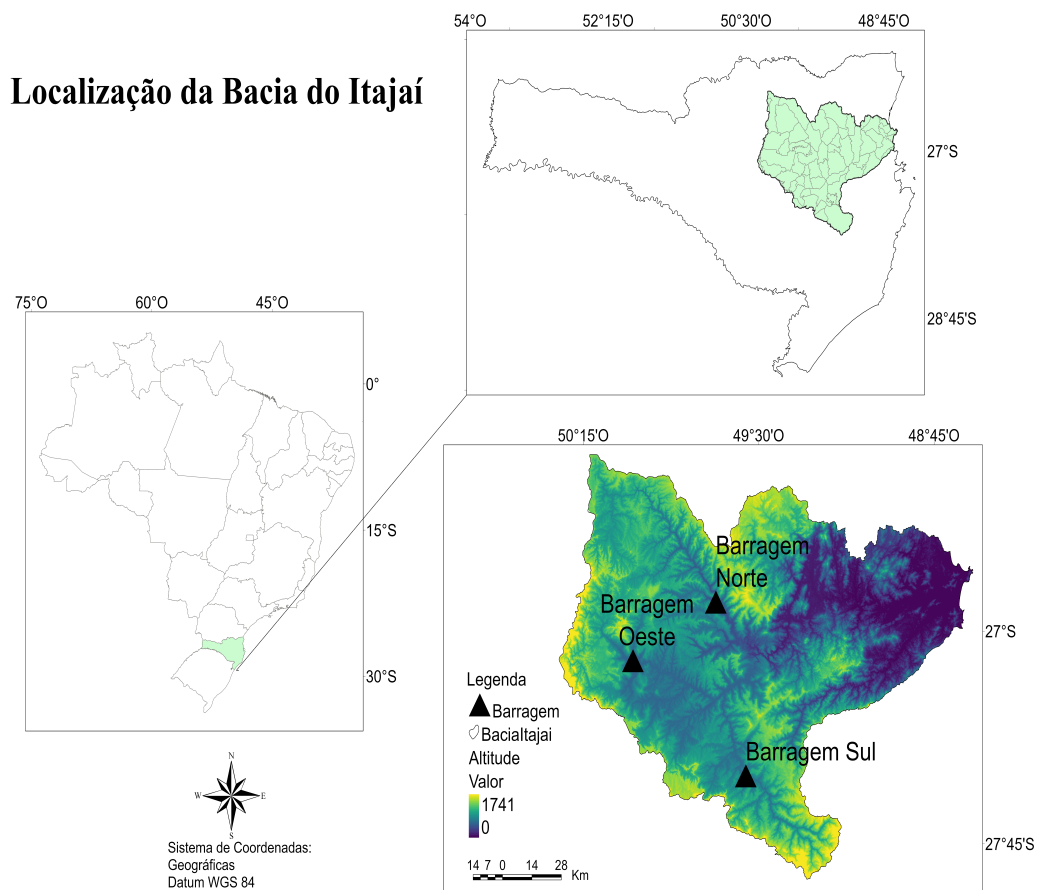 54°O 52°15'O 50°30'O 48°45'O
Localização da Bacia do Itajaí
27°S
28°45'S
75°O 60°O 45°O
0°
15°S
30°S
50°15'O 49°30'O 48°45'O
Barragem
Norte
Barragem
Oeste
27°S
Legenda
Barragem
BaciaItajai
Altitude
Valor
1741
0
Barragem Sul
27°45'S
14 7 0 14 28
Km
N
W E
S
Sistema de Coordenadas:
Geográficas
Datum WGS 84